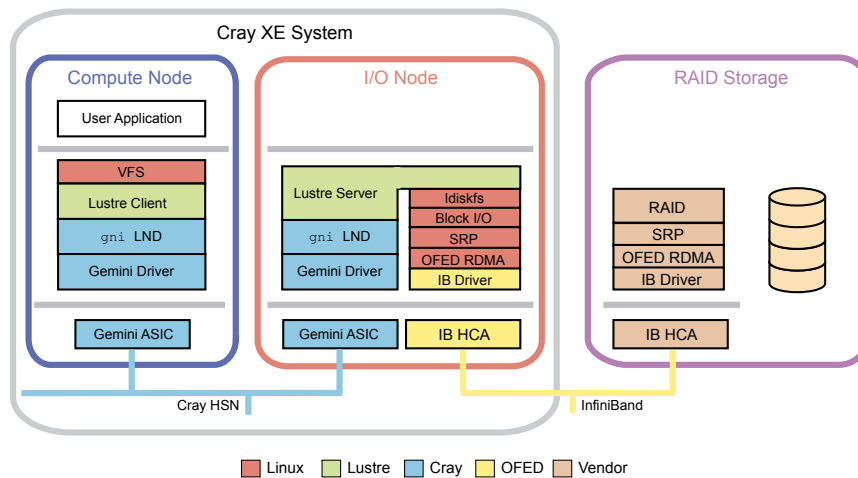 Cray XE System
Compute Node
I/O Node
RAID Storage
User Application
VFS
Lustre Client
gni LND
Gemini Driver
Gemini ASIC
Lustre Server
gni LND
Gemini Driver
Gemini ASIC
ldiskfs
Block I/O
SRP
OFED RDMA
IB Driver
IB HCA
RAID
SRP
OFED RDMA
IB Driver
IB HCA
Cray HSN
InfiniBand
Linux
Lustre
Cray
OFED
Vendor